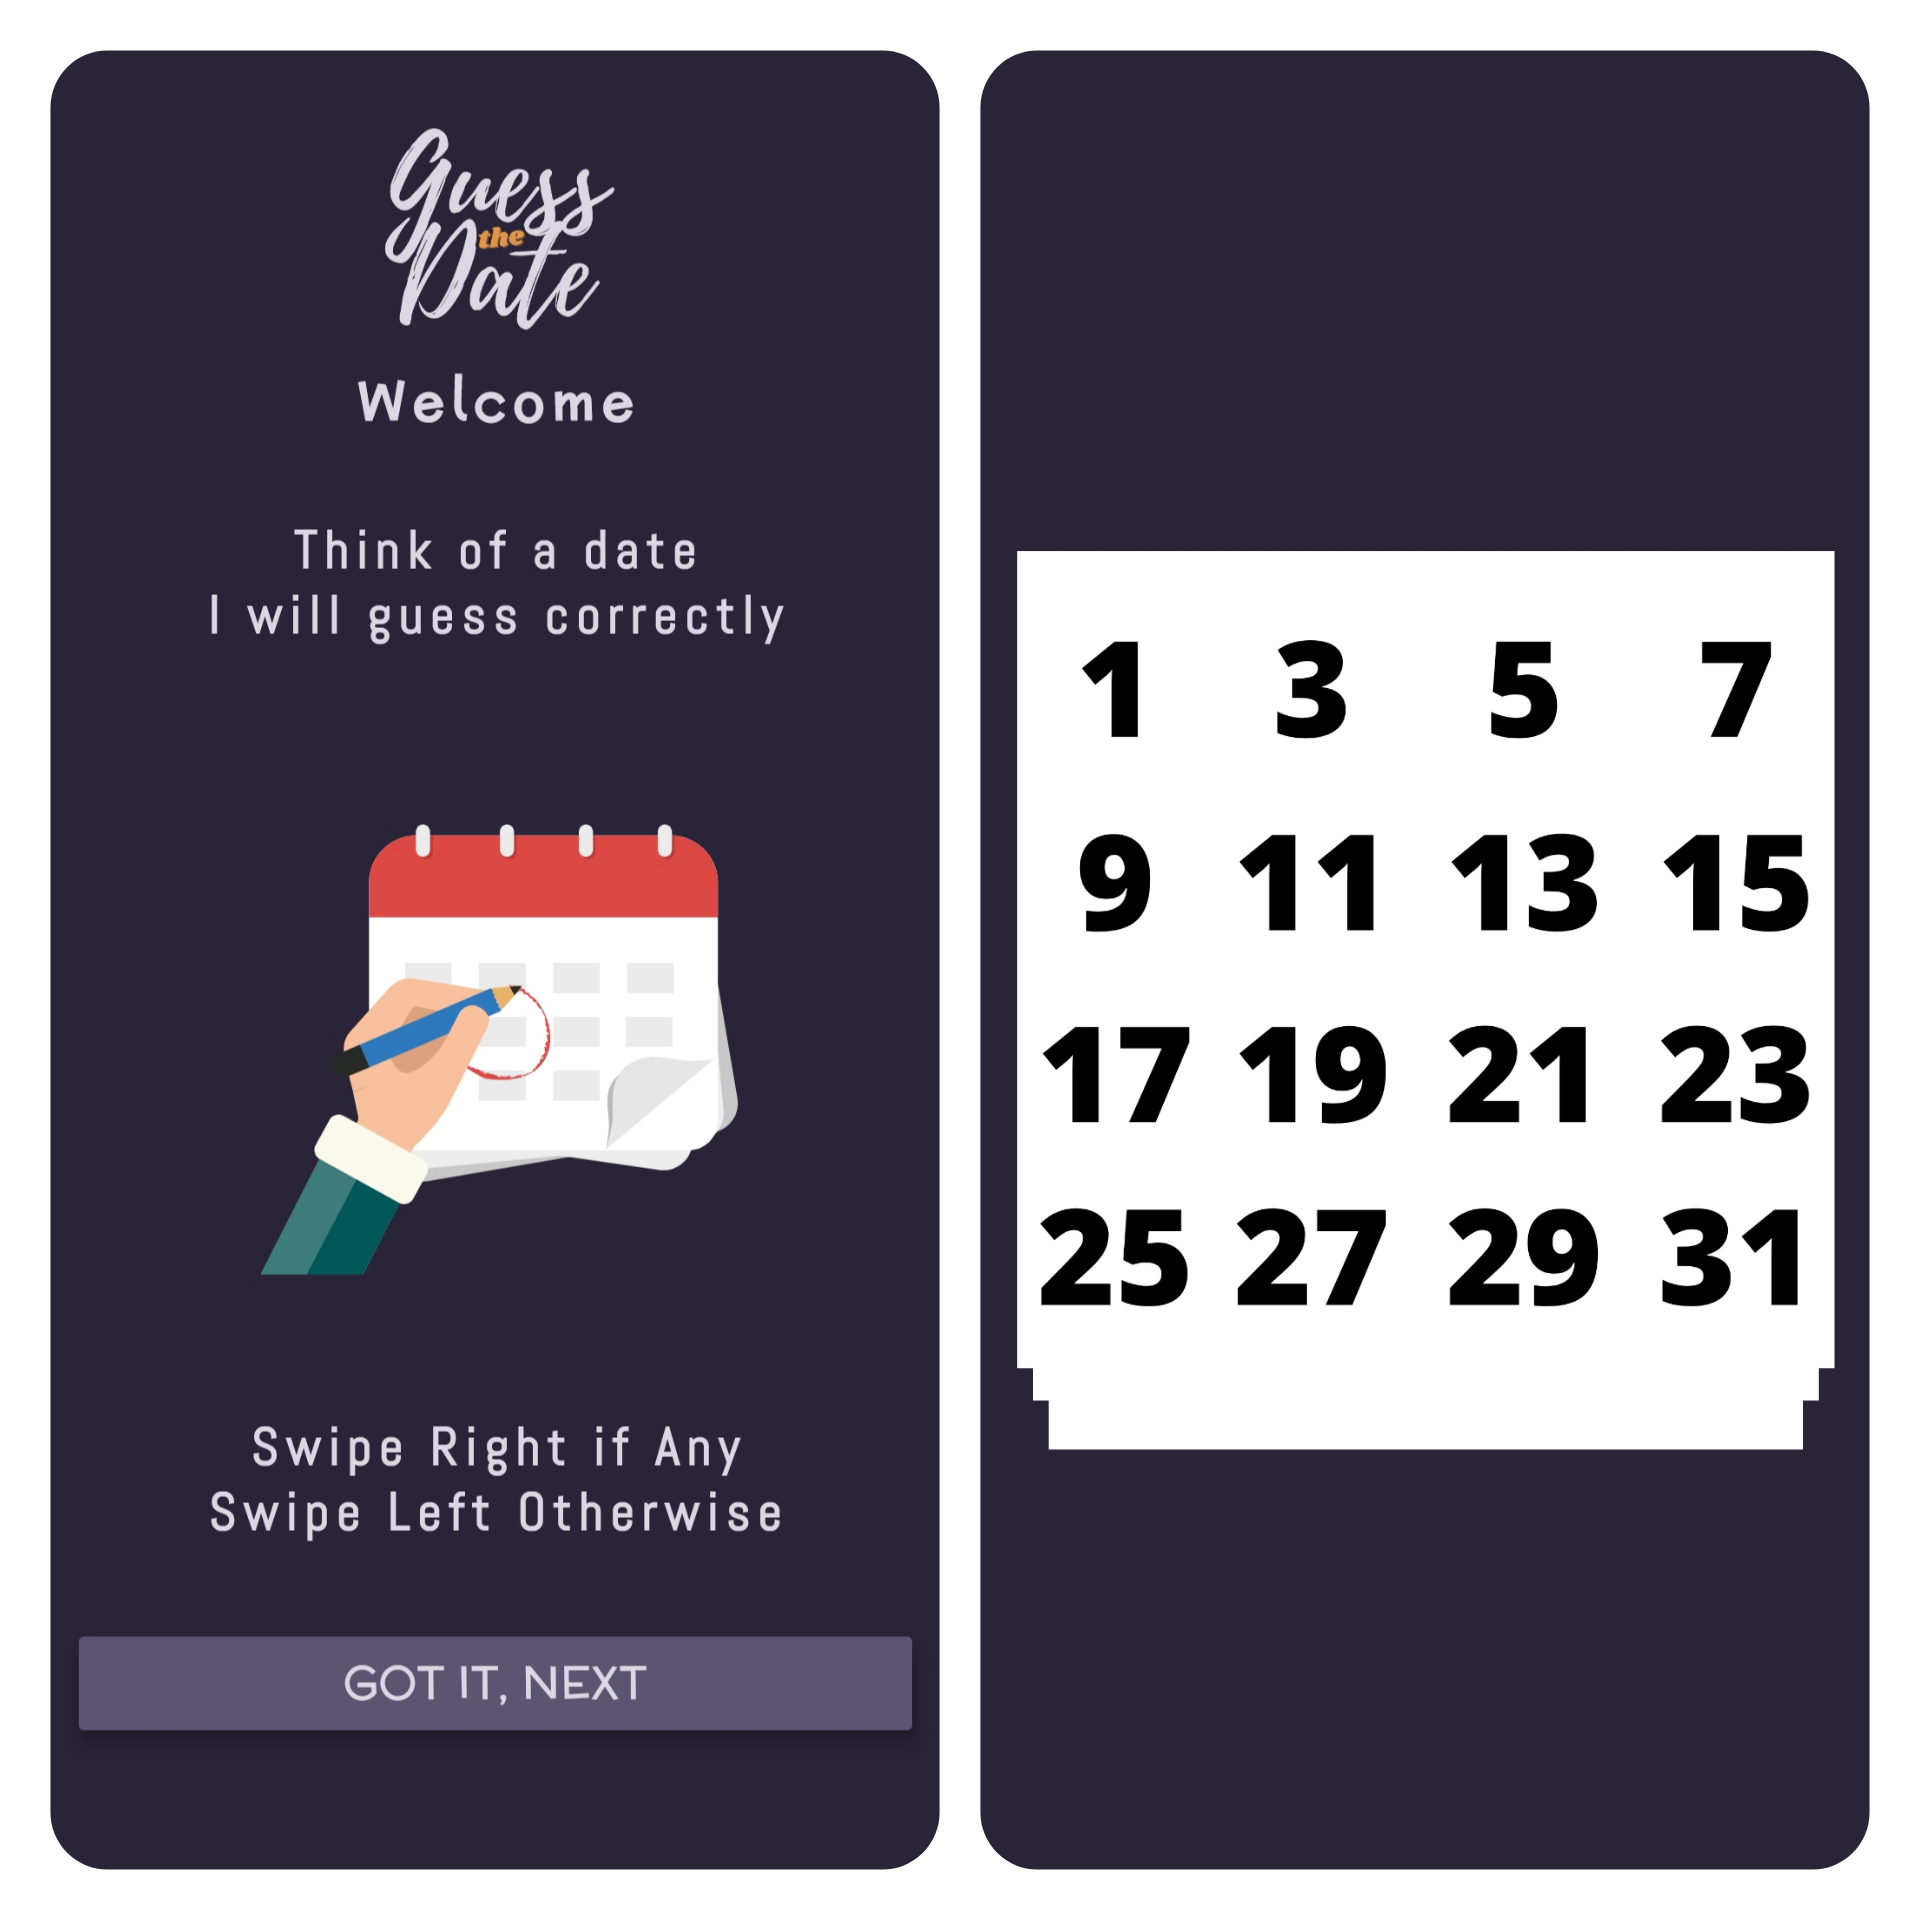 Guess
the
Date
Welcome
Think of a date
I will guess correctly
Swipe Right if Any
Swipe Left Otherwise
GOT IT, NEXT
1 3 5 7
9 11 13 15
17 19 21 23
25 27 29 31